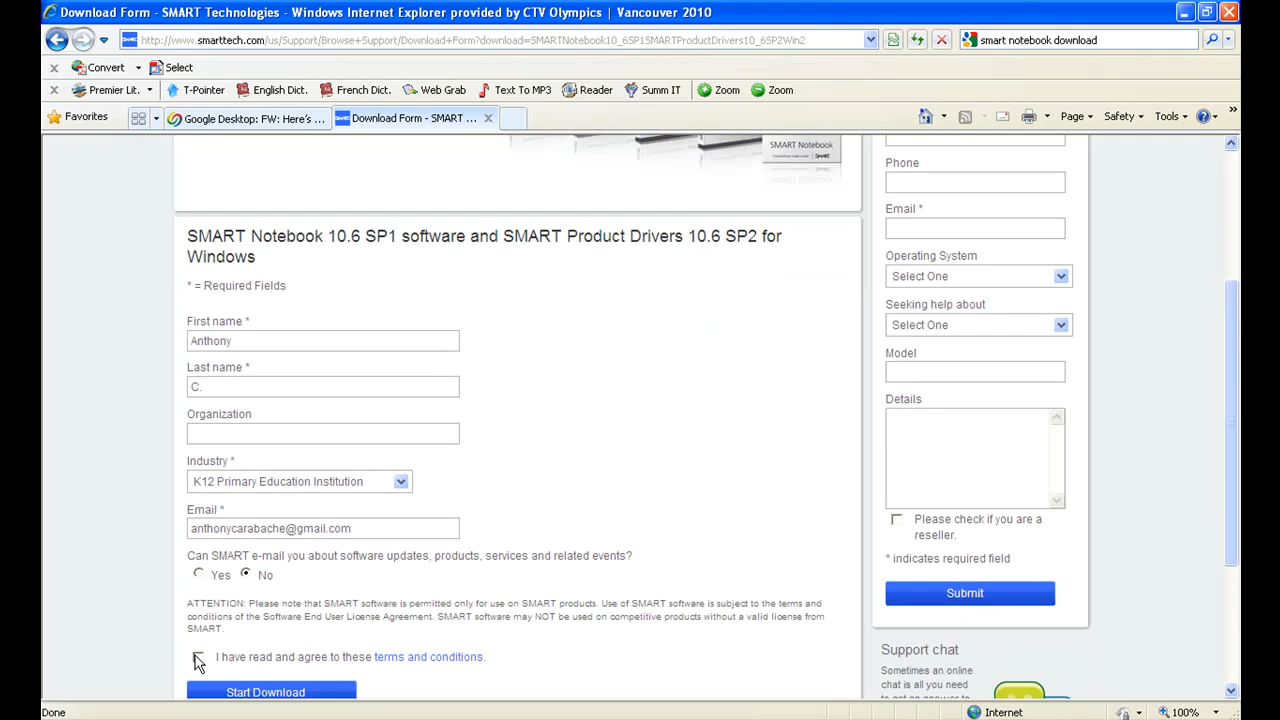 Download Form - SMART Technologies - Windows Internet Explorer provided by CTV Olympics | Vancouver 2010
http://www.smarttech.com/us/Support/Browse+Support/Download+Form?download=SMARTNotebook10_6SP1SMARTProductDrivers10_6SP2Win2
smart notebook download
Convert Select
Premier Lit. T-Pointer English Dict. French Dict. Web Grab Text To MP3 Reader Summ IT Zoom Zoom
Favorites Google Desktop: FW: Here's ... Download Form - SMART ... Page Safety Tools
SMART Notebook
SMART Notebook 10.6 SP1 software and SMART Product Drivers 10.6 SP2 for
Windows
* = Required Fields
First name *
Anthony
Last name *
C.
Organization
Industry *
K12 Primary Education Institution
Email *
anthonycarabache@gmail.com
Can SMART e-mail you about software updates, products, services and related events?
Yes No
ATTENTION: Please note that SMART software is permitted only for use on SMART products. Use of SMART software is subject to the terms and
conditions of the Software End User License Agreement. SMART software may NOT be used on competitive products without a valid license from
SMART.
I have read and agree to these terms and conditions.
Start Download
Phone
Email *
Operating System
Select One
Seeking help about
Select One
Model
Details
Please check if you are a
reseller.
* indicates required field
Submit
Support chat
Sometimes an online
chat is all you need
Done Internet 100%